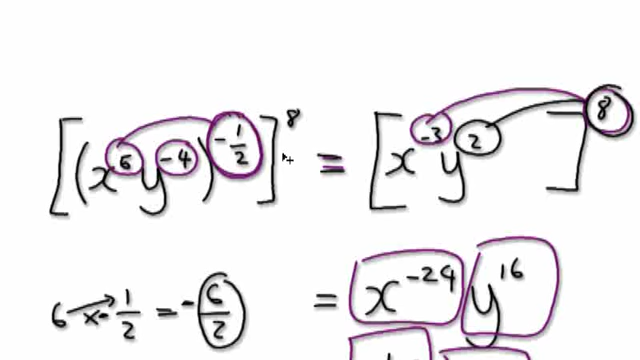 [(x^6 y^-4)^-1/2]^8 = [x^-3 y^2]^8
6 x - 1/2 = - 6/2 = x^-24 y^16